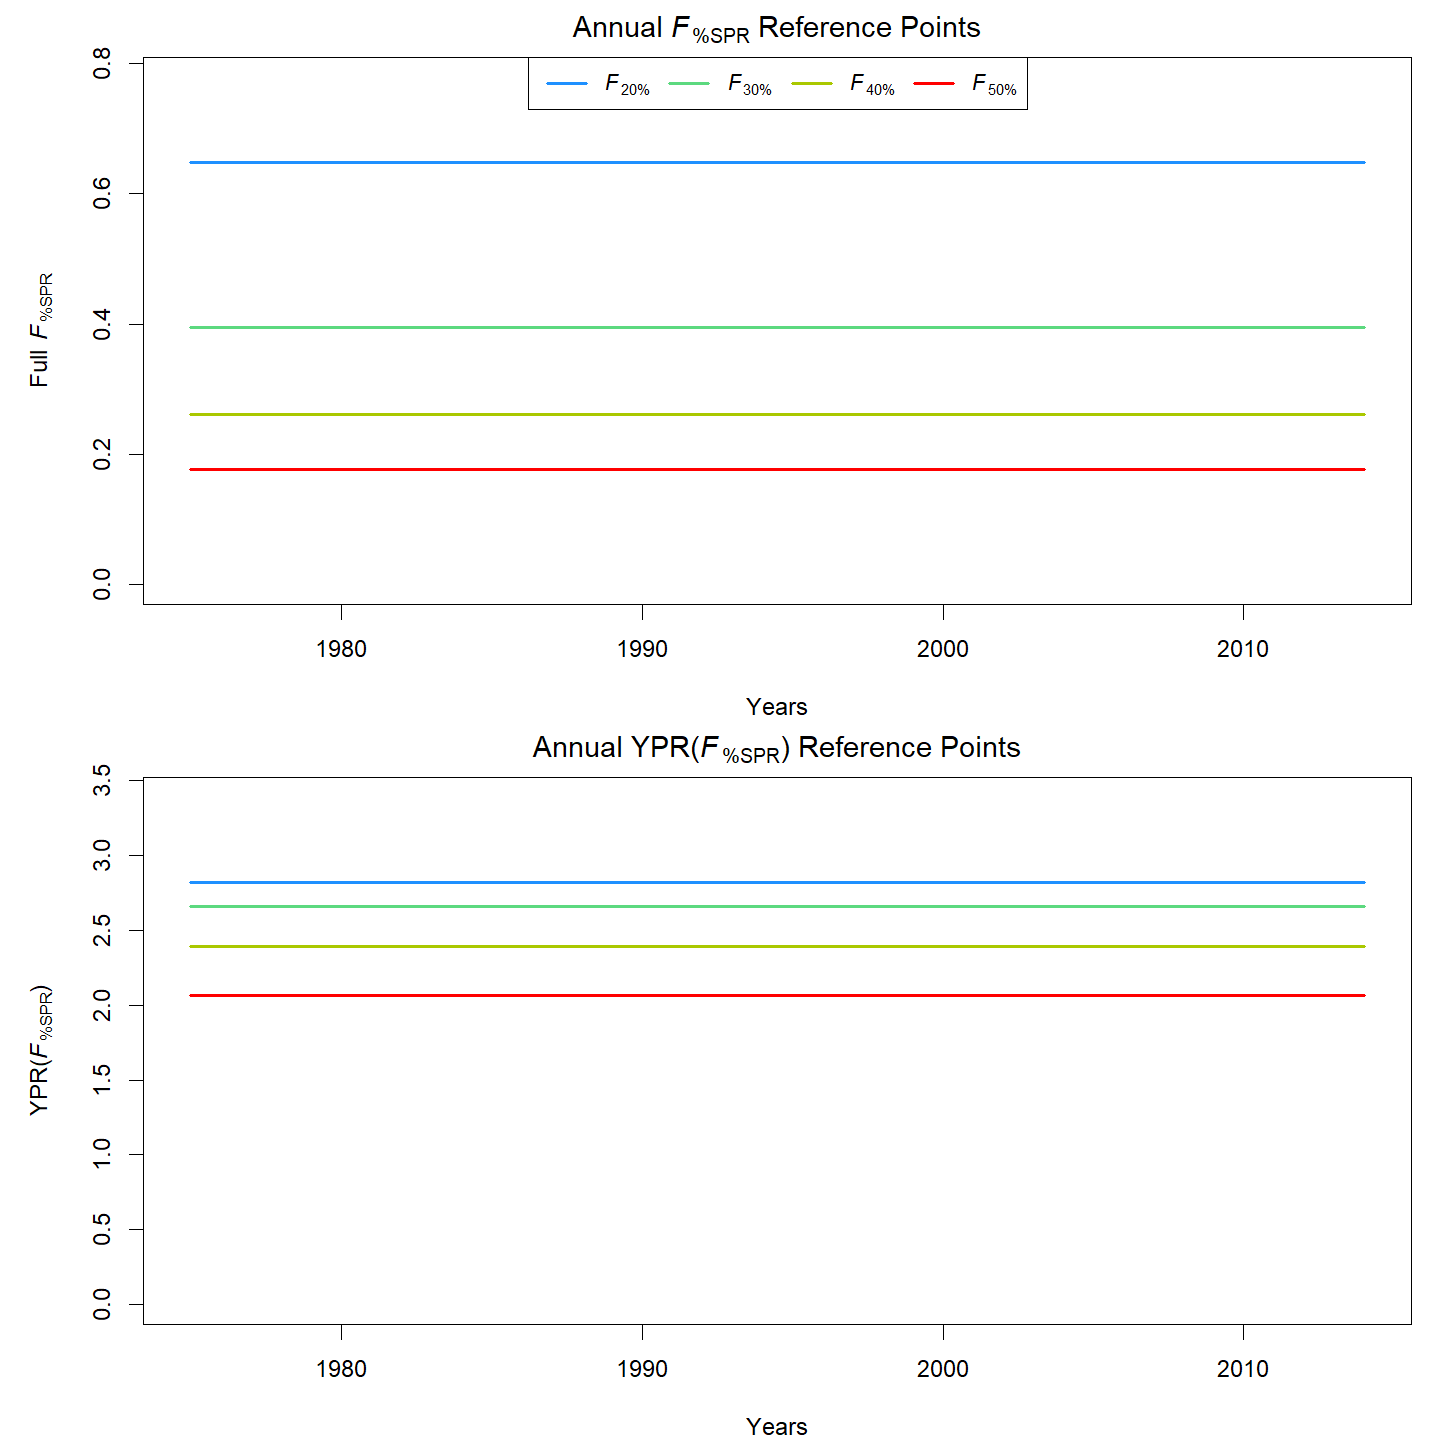 Annual F%SPR Reference Points
F20% F30% F40% F50%
Full F%SPR
0.8
0.6
0.4
0.2
0.0
1980 1990 2000 2010
Years
Annual YPR(F%SPR) Reference Points
YPR(F%SPR)
3.5
3.0
2.5
2.0
1.5
1.0
0.5
0.0
1980 1990 2000 2010
Years